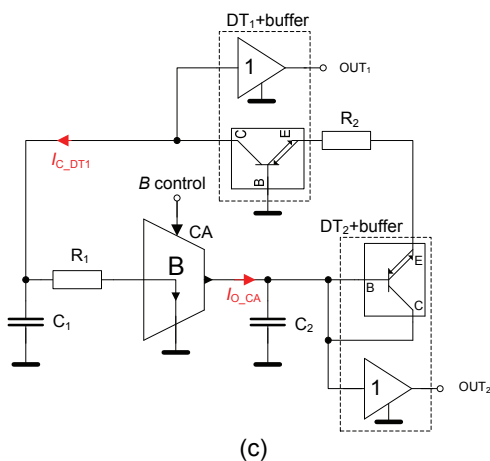 DT1+buffer
1
OUT1
C
E
B
R2
IC_DT1
B control
CA
DT2+buffer
R1
B
IO_CA
B
E
C
C1
C2
1
OUT2
(c)